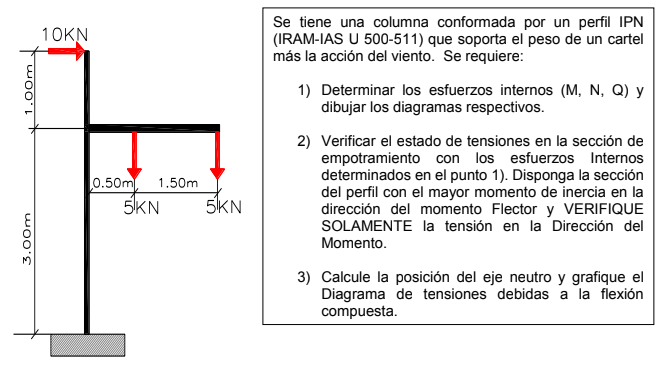 10KN
1.00m
0.50m
1.50m
5KN
5KN
3.00m
Se tiene una columna conformada por un perfil IPN
(IRAM-IAS U 500-511) que soporta el peso de un cartel
más la acción del viento. Se requiere:
1) Determinar los esfuerzos internos (M, N, Q) y
dibujar los diagramas respectivos.
2) Verificar el estado de tensiones en la sección de
empotramiento con los esfuerzos Internos
determinados en el punto 1). Disponga la sección
del perfil con el mayor momento de inercia en la
dirección del momento Flector y VERIFIQUE
SOLAMENTE la tensión en la Dirección del
Momento.
3) Calcule la posición del eje neutro y grafique el
Diagrama de tensiones debidas a la flexión
compuesta.